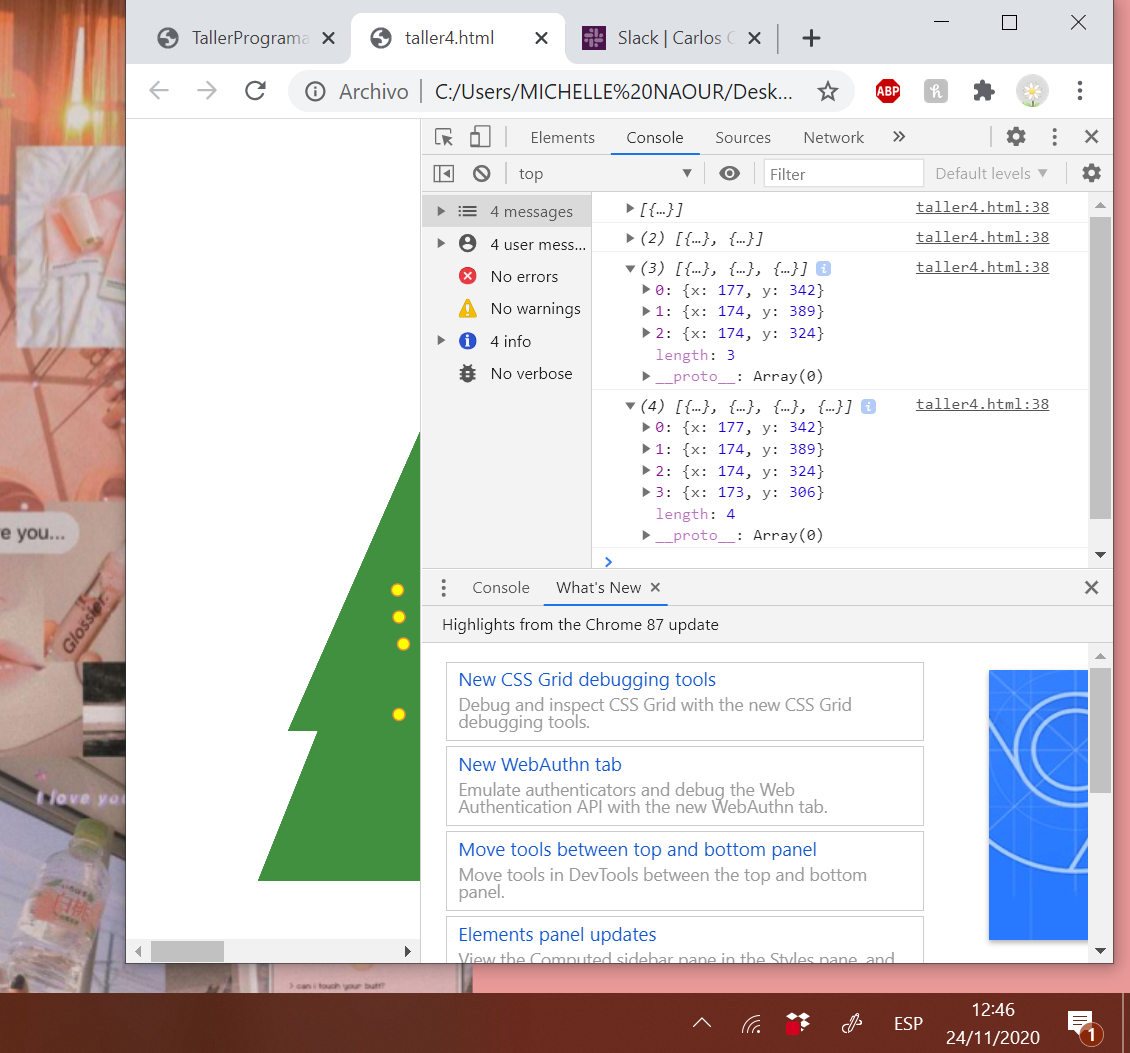 TallerPrograma
taller4.html
Slack | Carlos
Archivo
C:/Users/MICHELLE%20NAOUR/Desk...
ABP
Elements
Console
Sources
Network
top
Filter
Default levels
4 messages
4 user mess...
No errors
No warnings
4 info
No verbose
[{…}]
taller4.html:38
(2) [{…}, {…}]
taller4.html:38
(3) [{…}, {…}, {…}]
taller4.html:38
0: {x: 177, y: 342}
1: {x: 174, y: 389}
2: {x: 174, y: 324}
length: 3
__proto__: Array(0)
(4) [{…}, {…}, {…}, {…}]
taller4.html:38
0: {x: 177, y: 342}
1: {x: 174, y: 389}
2: {x: 174, y: 324}
3: {x: 173, y: 306}
length: 4
__proto__: Array(0)
Console
What's New
Highlights from the Chrome 87 update
New CSS Grid debugging tools
Debug and inspect CSS Grid with the new CSS Grid
debugging tools.
New WebAuthn tab
Emulate authenticators and debug the Web
Authentication API with the new WebAuthn tab.
Move tools between top and bottom panel
Move tools in DevTools between the top and bottom
panel.
Elements panel updates
View the Computed sidebar pane in the Styles pane, and
you...
Glossier.
I love you
白桃
> can i touch your butt?
ESP
12:46
24/11/2020
1